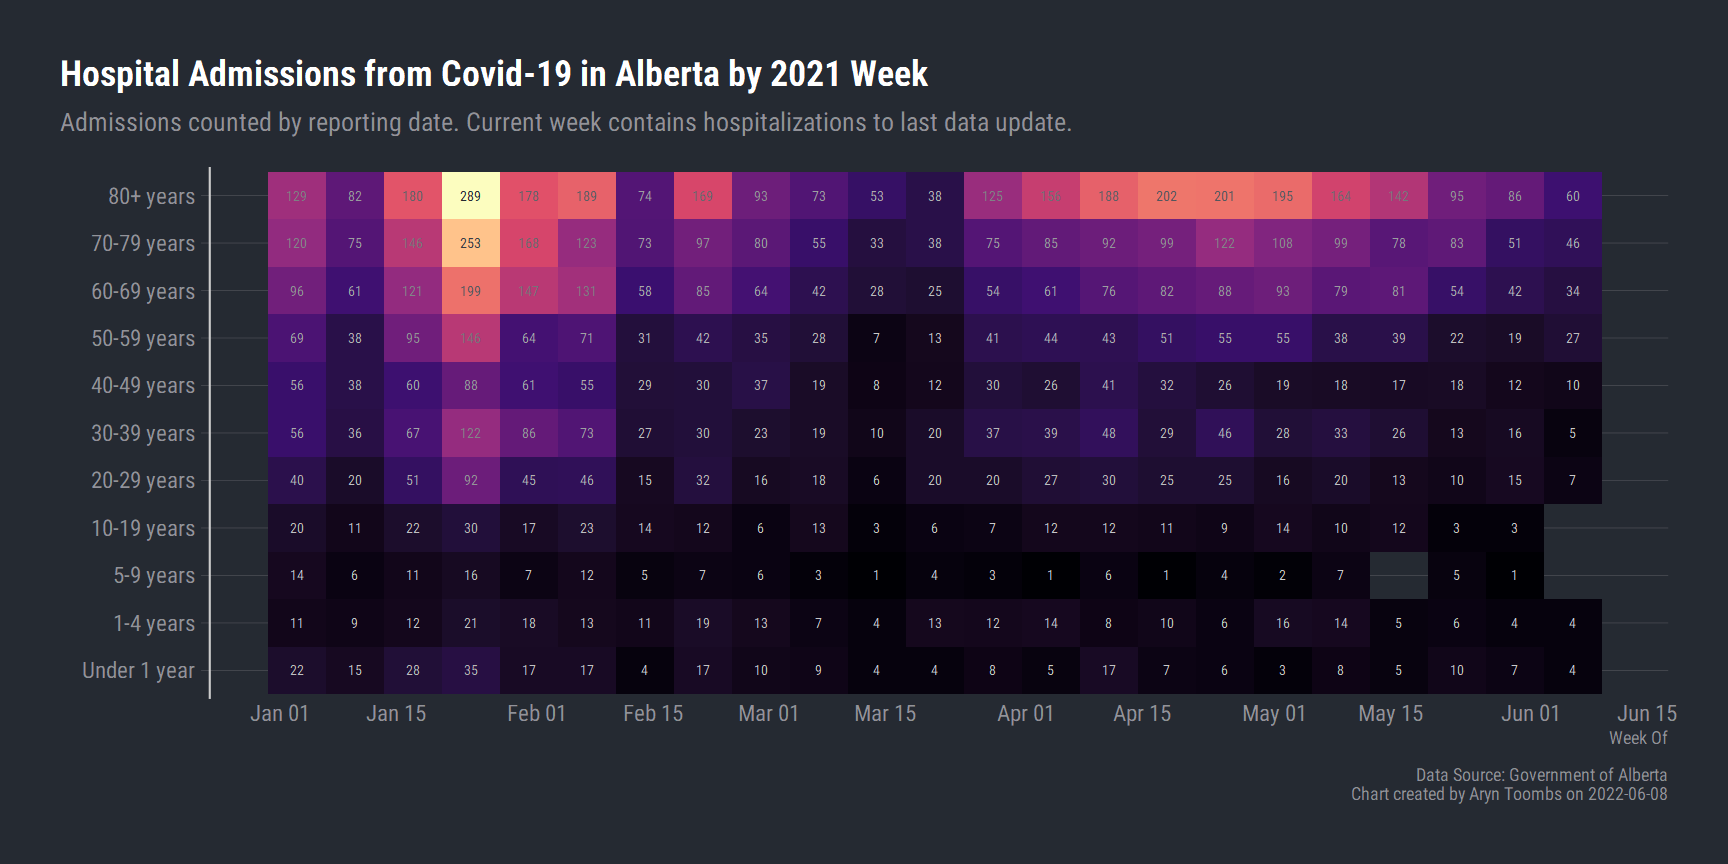 Hospital Admissions from Covid-19 in Alberta by 2021 Week
Admissions counted by reporting date. Current week contains hospitalizations to last data update.
80+ years 129 82 180 289 178 189 74 169 93 73 53 38 125 188 202 201 195 164 142 95 86 60
70-79 years 120 75 146 253 168 123 73 97 80 55 33 38 75 85 92 99 122 108 99 78 83 51 46
60-69 years 96 61 121 199 147 131 58 85 64 42 28 25 54 61 76 82 88 93 79 81 54 42 34
50-59 years 69 38 95 146 64 71 31 42 35 28 7 13 41 44 43 51 55 55 38 39 22 19 27
40-49 years 56 38 60 88 61 55 29 30 37 19 8 12 30 26 41 32 26 19 18 17 18 12 10
30-39 years 56 36 67 122 86 73 27 30 23 19 10 20 37 39 48 29 46 28 33 26 13 16 5
20-29 years 40 20 51 92 45 46 15 32 16 18 6 20 20 27 30 25 25 16 20 13 10 15 7
10-19 years 20 11 22 30 17 23 14 12 6 13 3 6 7 12 12 11 9 14 10 12 3 3
5-9 years 14 6 11 16 7 12 5 7 6 3 1 4 3 1 6 1 4 2 7 5 1
1-4 years 11 9 12 21 18 13 11 19 13 7 4 13 12 14 8 10 6 16 14 5 6 4 4
Under 1 year 22 15 28 35 17 17 4 17 10 9 4 4 8 5 17 7 6 3 8 5 10 7 4
Jan 01 Jan 15 Feb 01 Feb 15 Mar 01 Mar 15 Apr 01 Apr 15 May 01 May 15 Jun 01 Jun 15
Week Of
Data Source: Government of Alberta
Chart created by Aryn Toombs on 2022-06-08